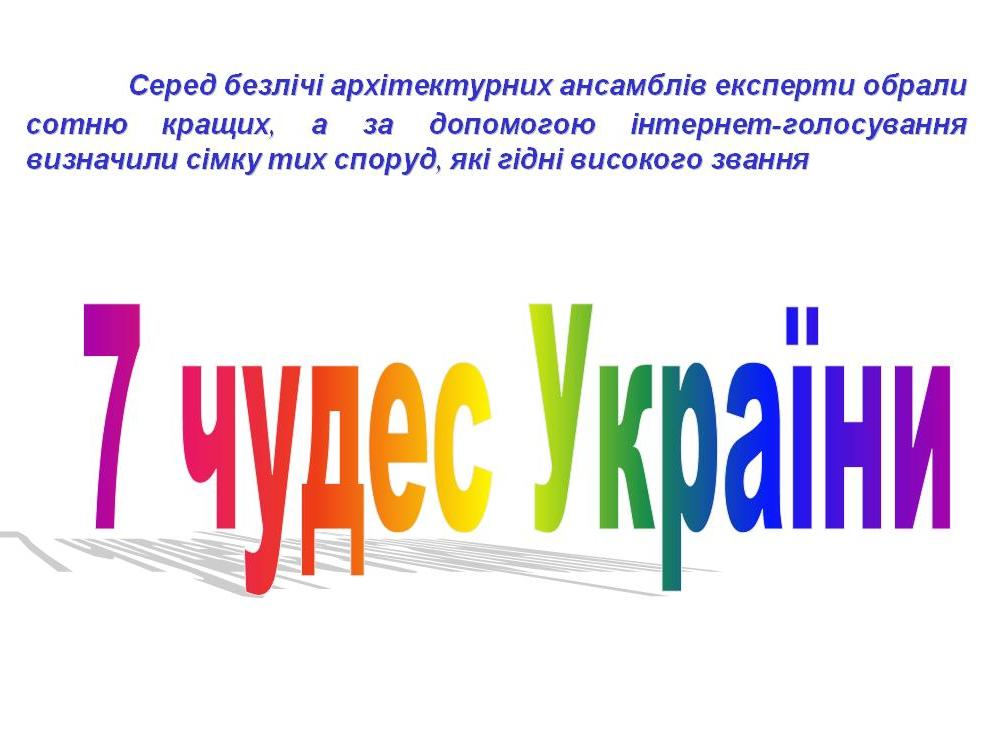 Серед безлічі архітектурних ансамблів експерти обрали
сотню кращих, а за допомогою інтернет-голосування
визначили сімку тих споруд, які гідні високого звання
7 чудес України